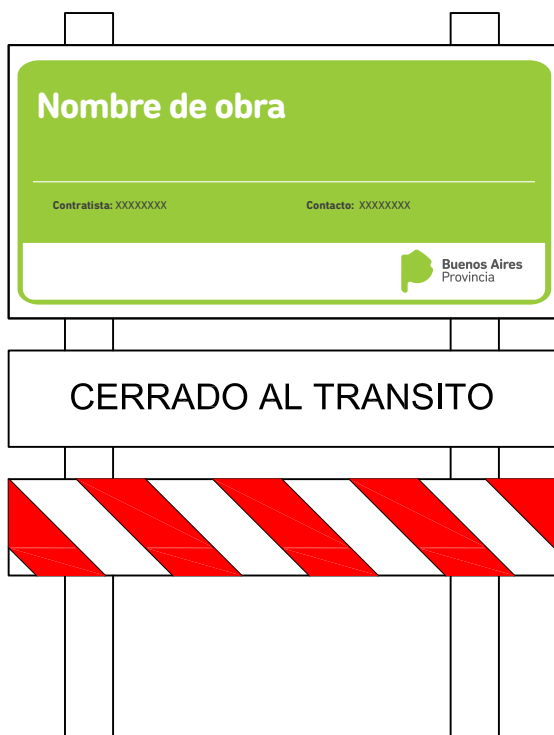 Nombre de obra
Contratista: XXXXXXXX Contacto: XXXXXXXX
Buenos Aires
Provincia
CERRADO AL TRANSITO